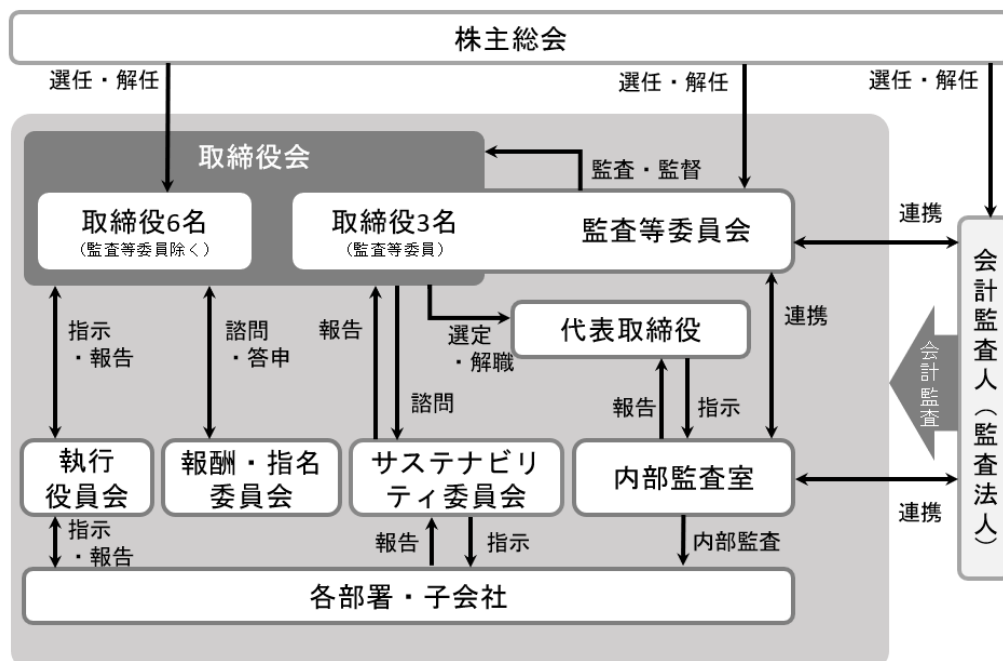 株主総会
選任・解任
選任・解任
選任・解任
取締役会
監査・監督
取締役6名
(監査等委員除く)
取締役3名
(監査等委員)
監査等委員会
連携
会計監査人(監査法人)
指示
・報告
諮問
・答申
報告
選定
・解職
代表取締役
連携
会計監査
諮問
報告
指示
執行
役員会
報酬・指名
委員会
サステナビリ
ティ委員会
内部監査室
連携
指示
・報告
報告
指示
内部監査
各部署・子会社